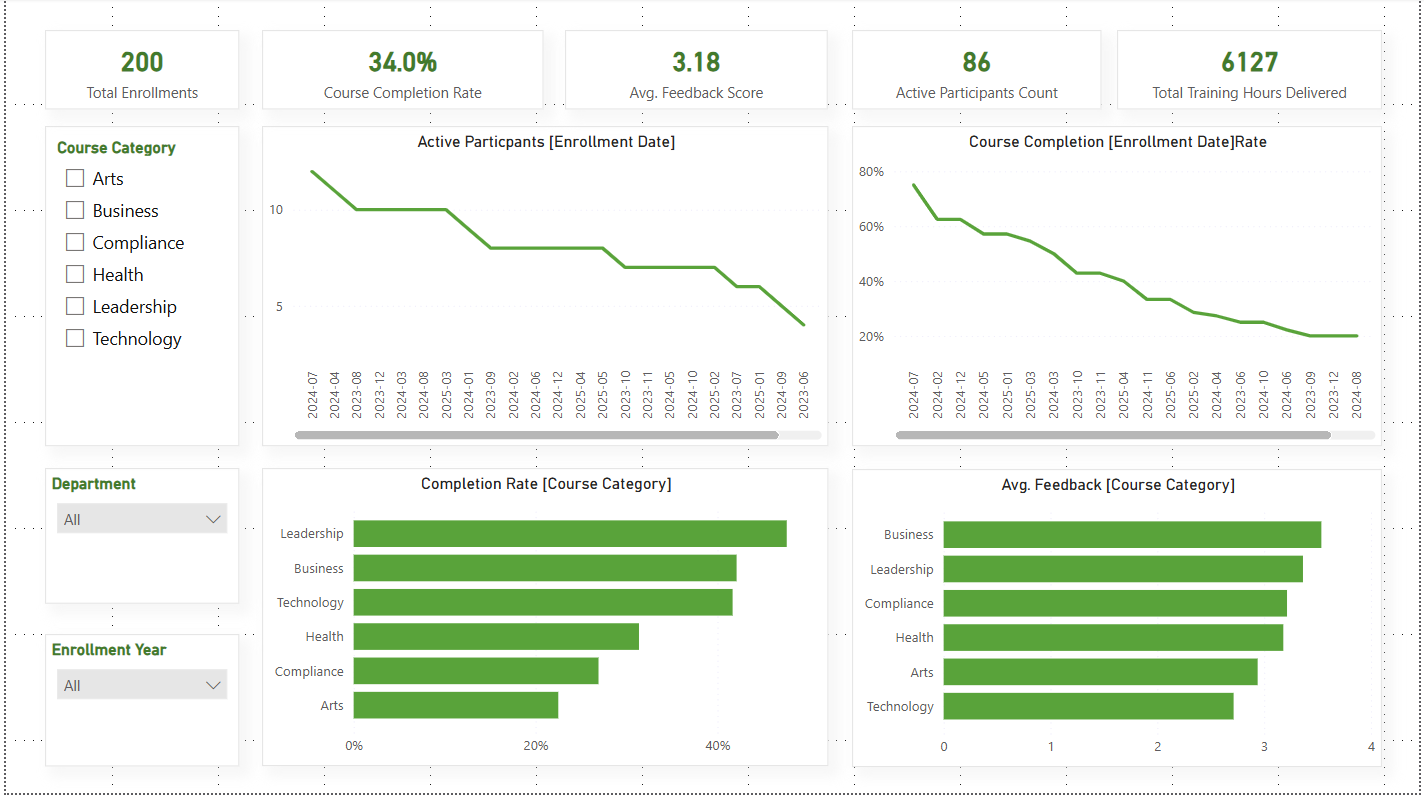 200
Total Enrollments
34.0%
Course Completion Rate
3.18
Avg. Feedback Score
86
Active Participants Count
6127
Total Training Hours Delivered
Course Category
Arts
Business
Compliance
Health
Leadership
Technology
Active Particpants [Enrollment Date]
10
5
2024-07
2024-04
2023-08
2023-12
2024-03
2024-08
2025-03
2024-01
2023-09
2024-02
2024-06
2024-12
2025-04
2025-05
2023-10
2023-11
2024-05
2024-10
2025-02
2023-07
2025-01
2024-09
2023-06
Course Completion [Enrollment Date]Rate
80%
60%
40%
20%
2024-07
2024-02
2024-12
2024-05
2025-01
2025-03
2024-03
2023-10
2023-11
2025-04
2024-11
2025-06
2025-02
2024-01
2023-06
2024-10
2024-06
2023-09
2023-12
2024-08
Department
All
Enrollment Year
All
Completion Rate [Course Category]
Leadership
Business
Technology
Health
Compliance
Arts
0%
20%
40%
Avg. Feedback [Course Category]
Business
Leadership
Compliance
Health
Arts
Technology
0
1
2
3
4